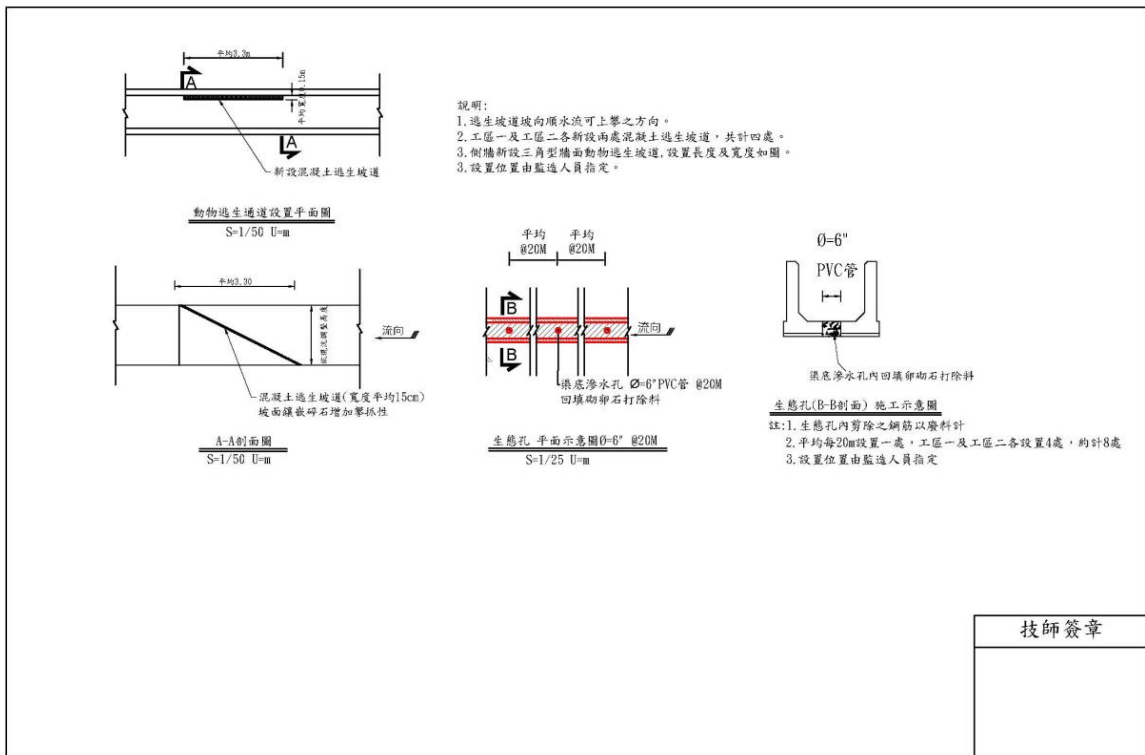 平均3.3m
A
平均寬度0.15m
A
新設混凝土逃生坡道
動物逃生通道設置平面圖
S=1/50 U=m
說明:
1.逃生坡道坡向順水流可上攀之方向。
2.工區一及工區二各新設兩處混凝土逃生坡道,共計四處。
3.側牆新設三角型牆面動物逃生坡道,設置長度及寬度如圖。
3.設置位置由監造人員指定。
平均3.30
依現況調整高度
流向
混凝土逃生坡道(寬度平均15cm)
坡面鑲嵌碎石增加攀抓性
A-A剖面圖
S=1/50 U=m
平均
@20M
平均
@20M
B
B
流向
渠底滲水孔 Ø=6"PVC管 @20M
回填砌卵石打除料
生態孔 平面示意圖Ø=6" @20M
S=1/25 U=m
Ø=6"
PVC管
渠底滲水孔內回填卵砌石打除料
生態孔(B-B剖面) 施工示意圖
註:1.生態孔內剪除之鋼筋以廢料計
2.平均每20m設置一處,工區一及工區二各設置4處,約計8處
3.設置位置由監造人員指定
技師簽章